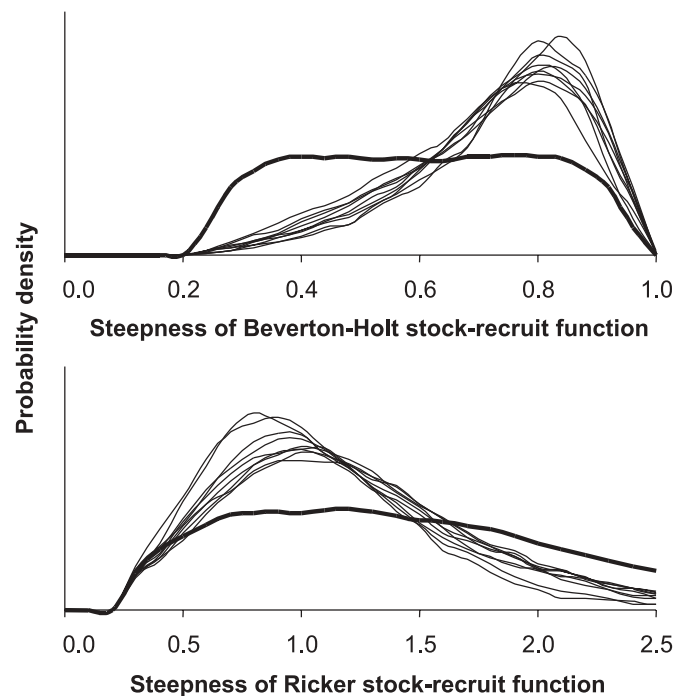 Probability density
0.0 0.2 0.4 0.6 0.8 1.0
Steepness of Beverton-Holt stock-recruit function
0.0 0.5 1.0 1.5 2.0 2.5
Steepness of Ricker stock-recruit function